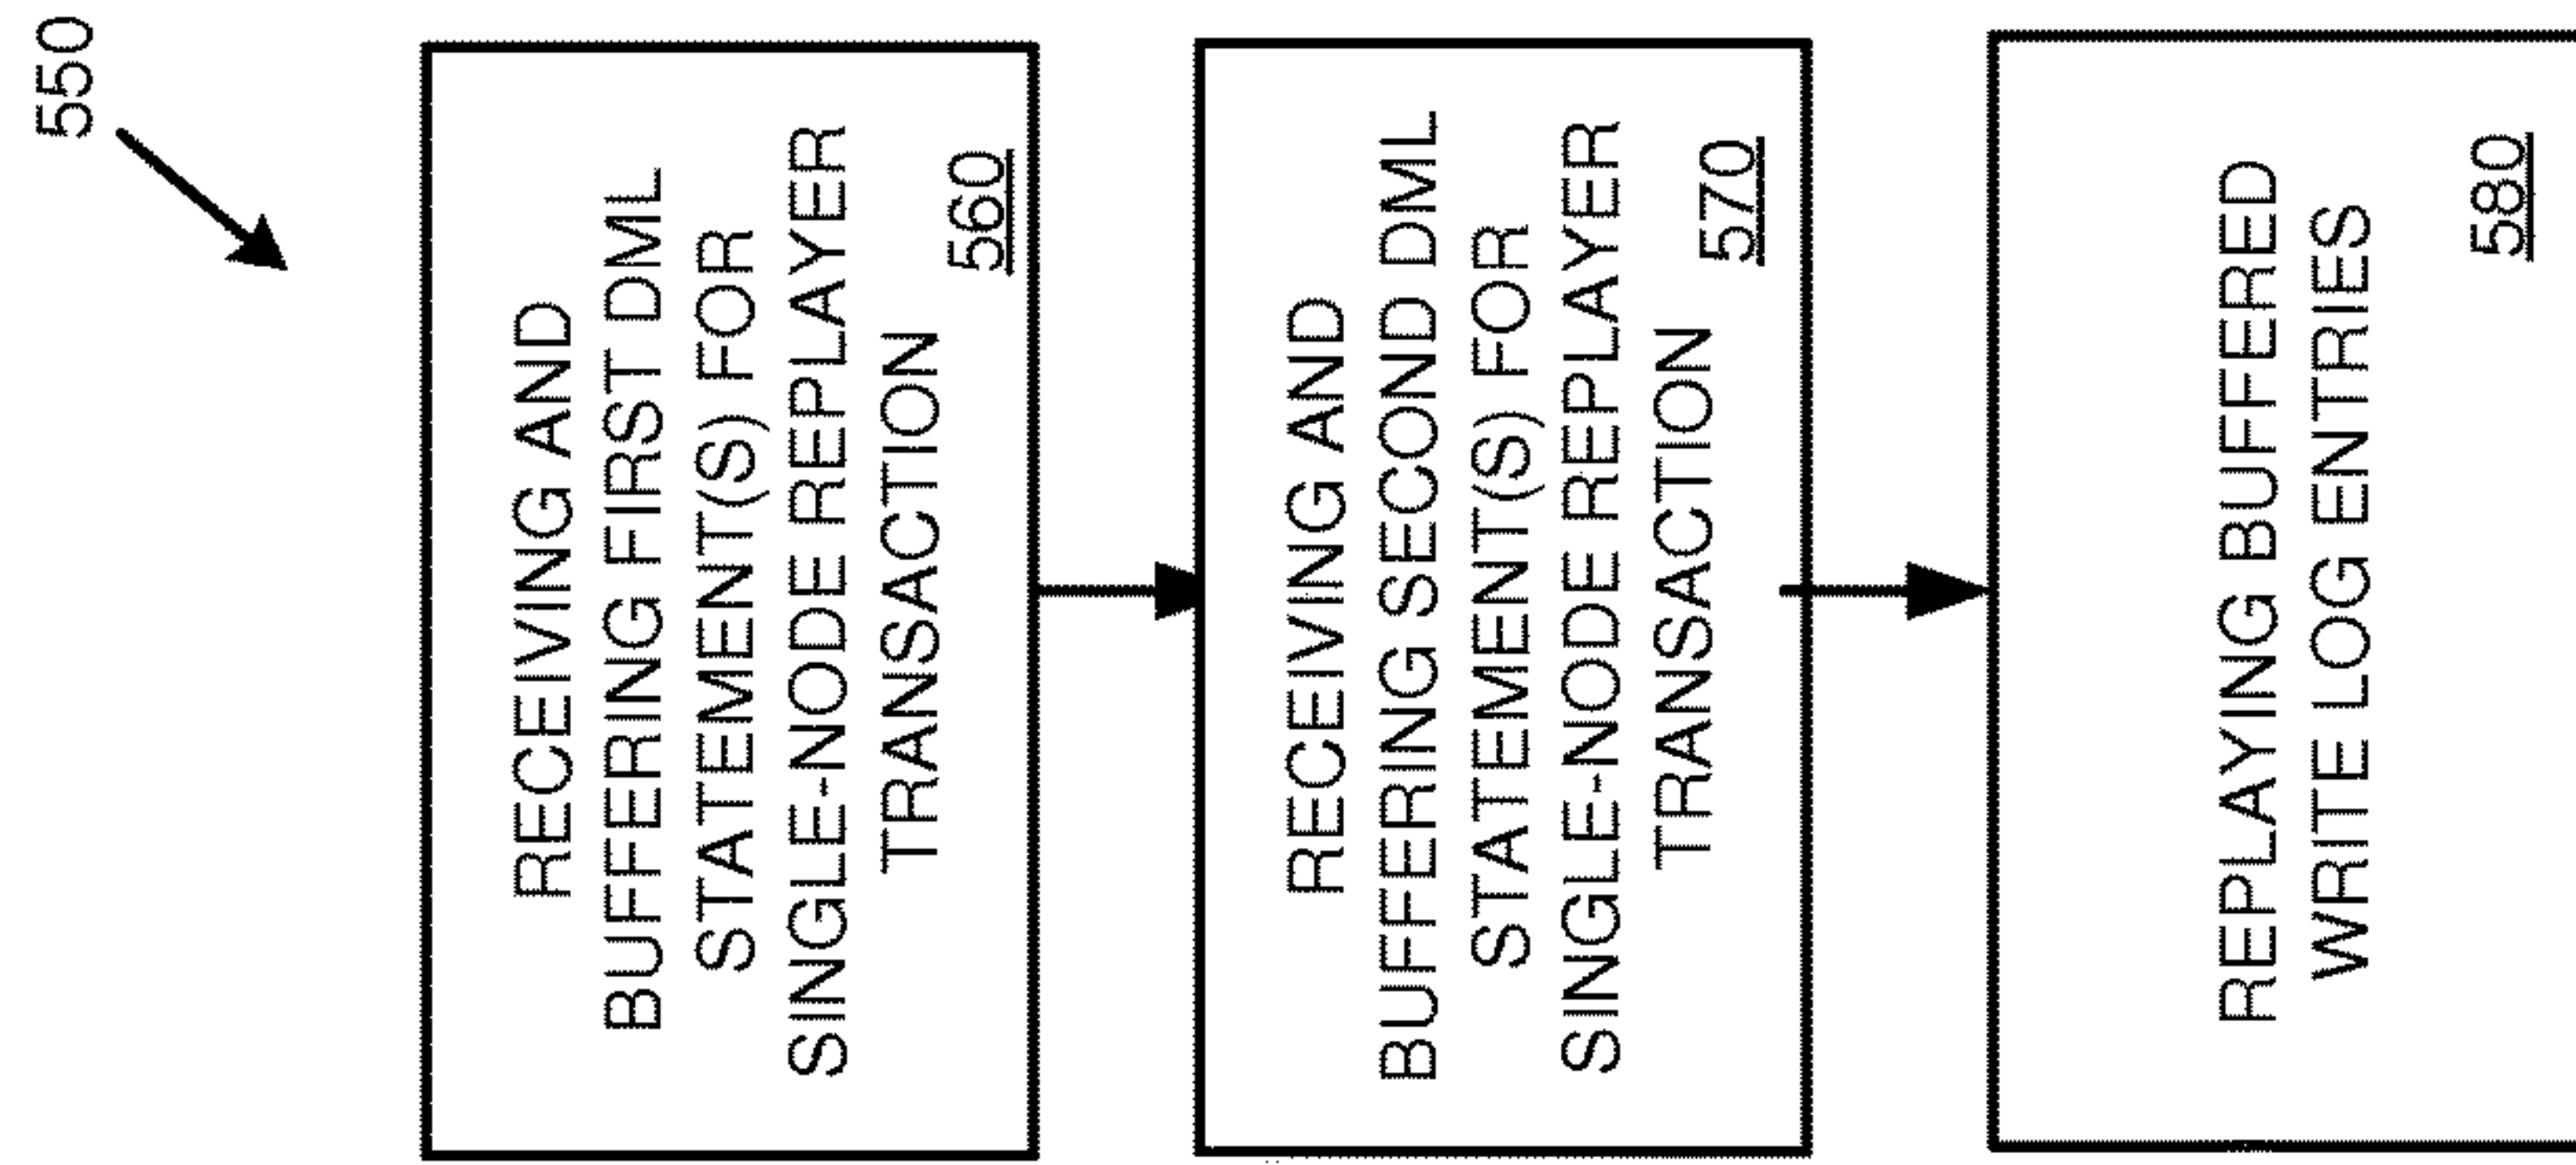 550
RECEIVING AND
BUFFERING FIRST DML
STATEMENT(S) FOR
SINGLE-NODE REPLAYER
TRANSACTION
560
RECEIVING AND
BUFFERING SECOND DML
STATEMENT(S) FOR
SINGLE-NODE REPLAYER
TRANSACTION
570
REPLAYING BUFFERED
WRITE LOG ENTRIES
580